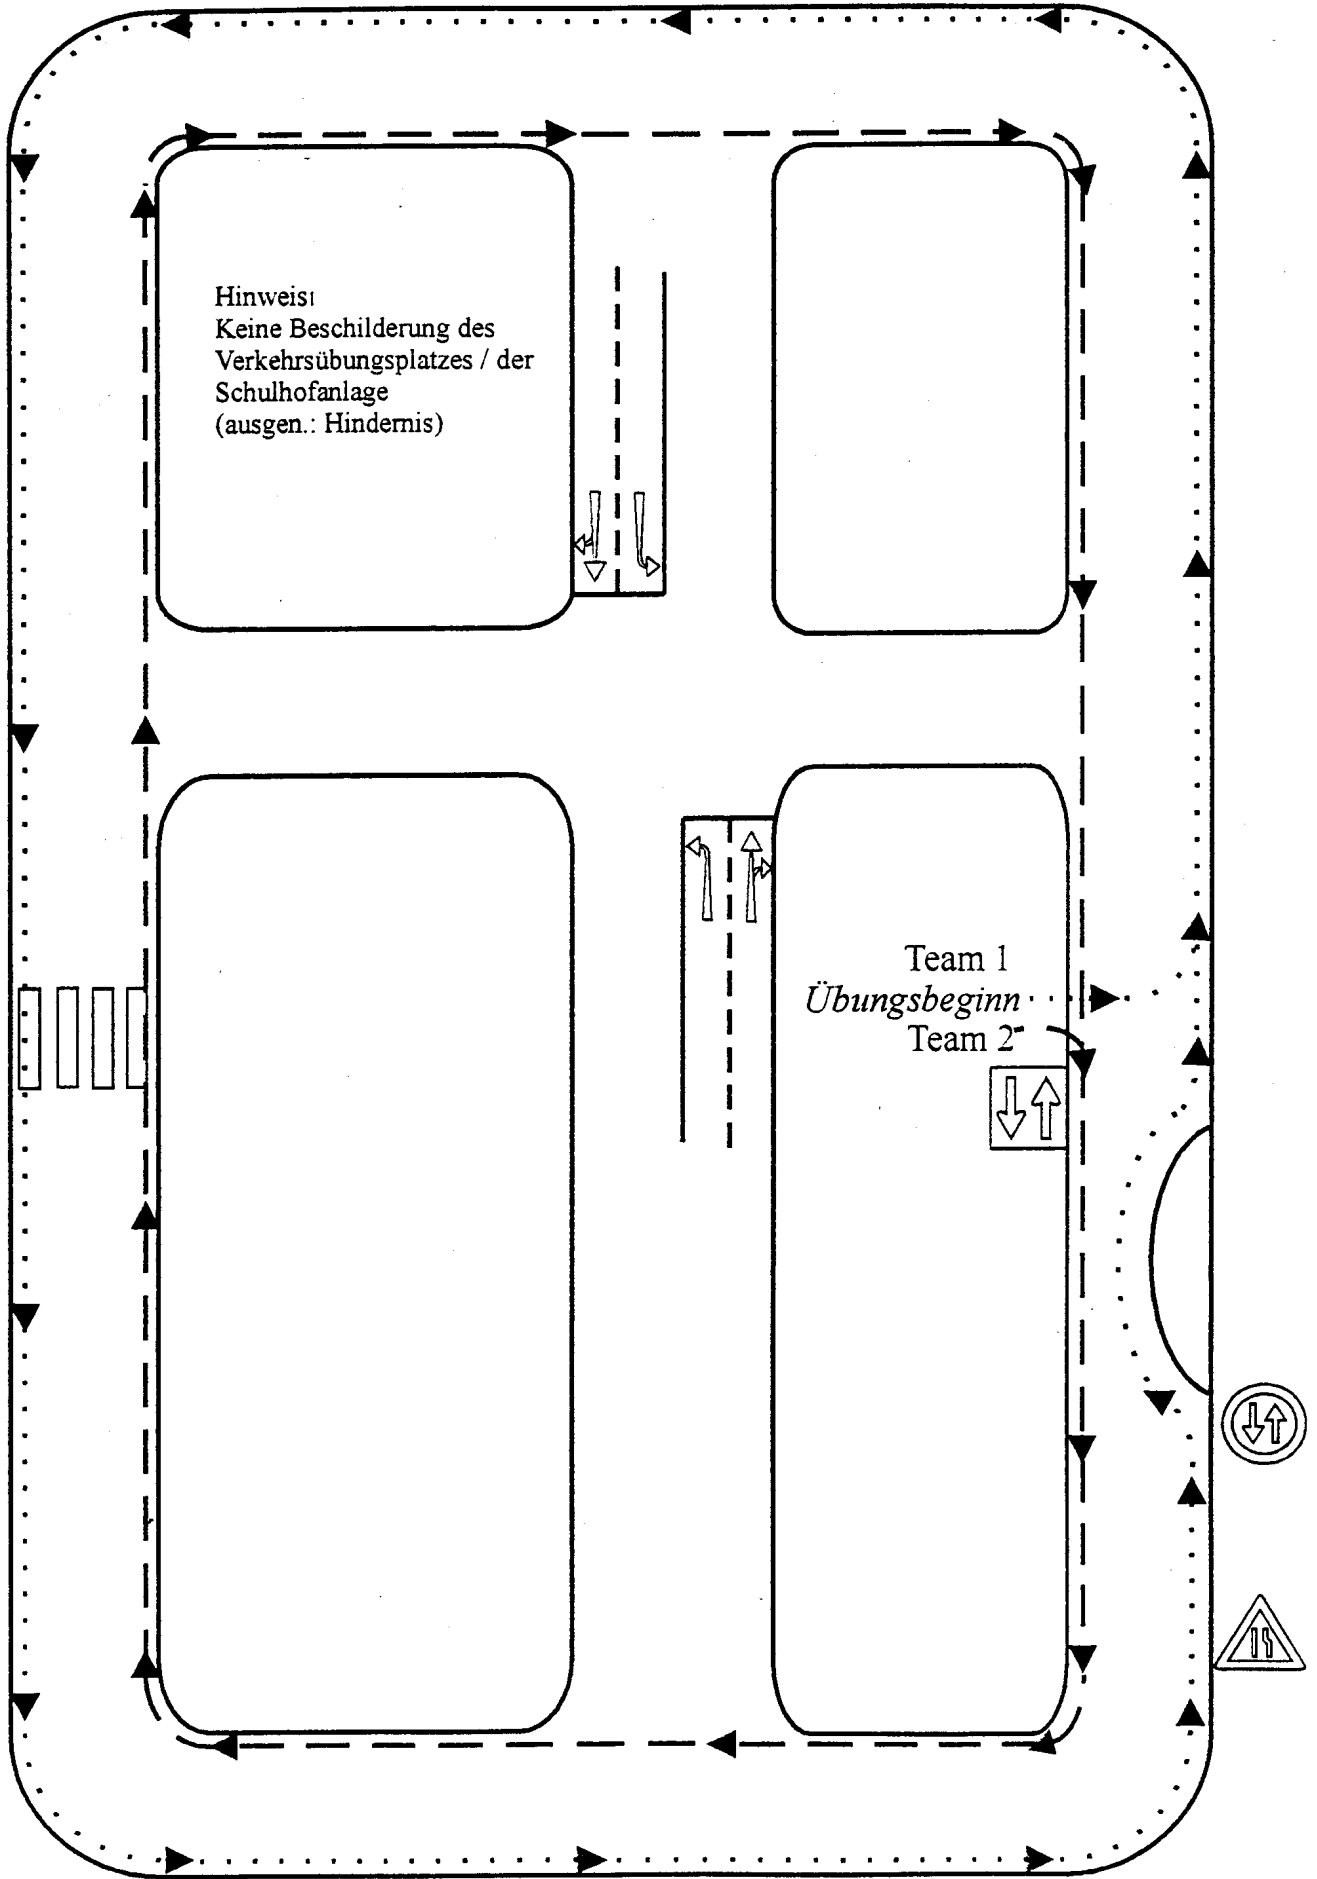 Hinweis:
Keine Beschilderung des
Verkehrsübungsplatzes / der
Schulhofanlage
(ausgen.: Hindernis)
Team 1
Übungsbeginn
Team 2